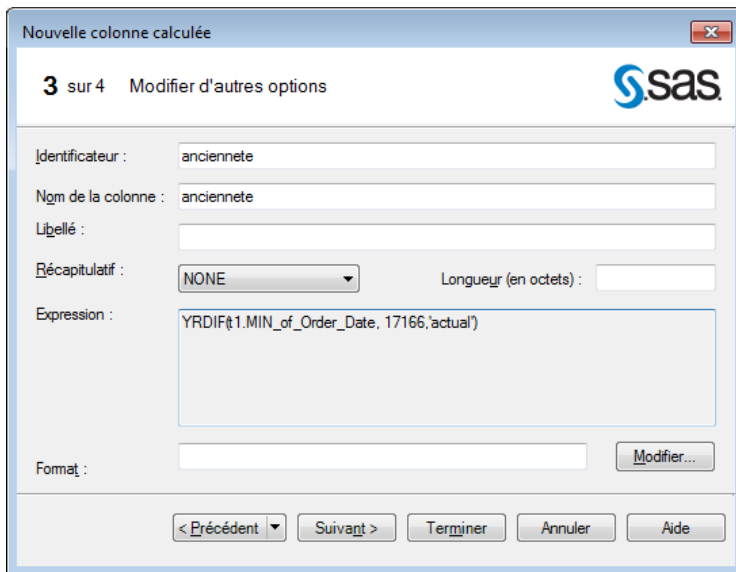 Nouvelle colonne calculée
3 sur 4 Modifier d'autres options
sas
Identificateur : anciennete
Nom de la colonne : anciennete
Libellé :
Récapitulatif : NONE Longueur (en octets) :
Expression : YRDIF(t1.MIN_of_Order_Date, 17166,'actual')
Format :
Modifier...
< Précédent Suivant > Terminer Annuler Aide